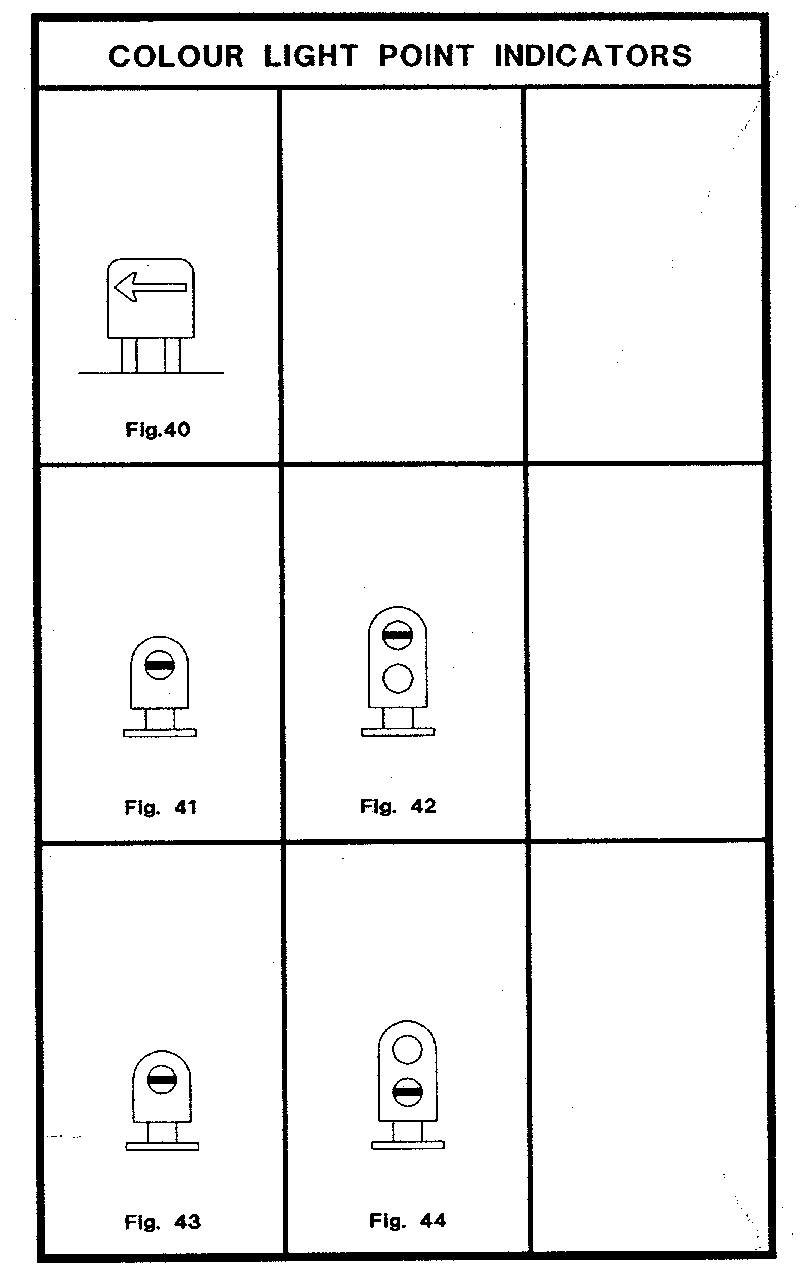 COLOUR LIGHT POINT INDICATORS
Fig.40
Fig. 41
Fig. 42
Fig. 43
Fig. 44